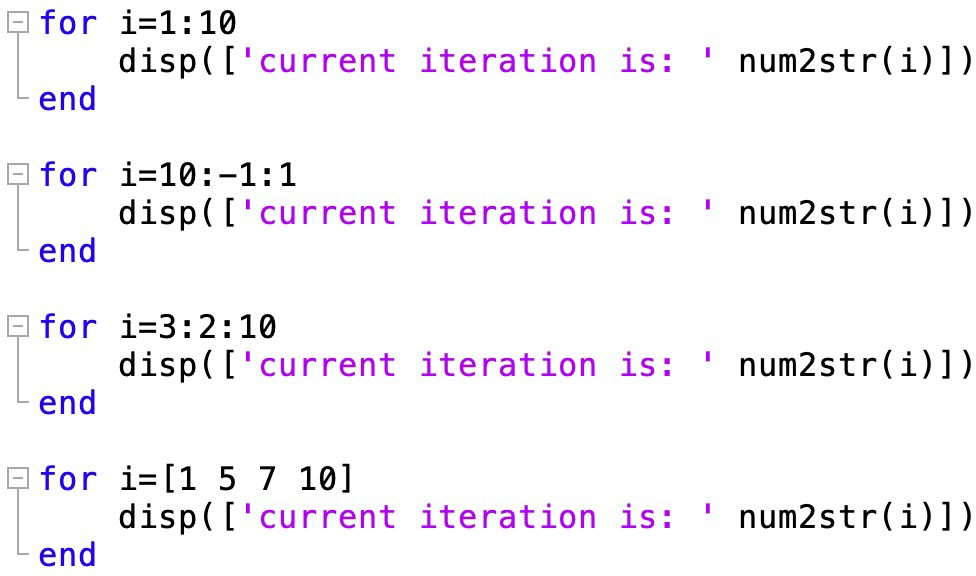 for i=1:10
    disp(['current iteration is: ' num2str(i)])
end
for i=10:-1:1
    disp(['current iteration is: ' num2str(i)])
end
for i=3:2:10
    disp(['current iteration is: ' num2str(i)])
end
for i=[1 5 7 10]
    disp(['current iteration is: ' num2str(i)])
end